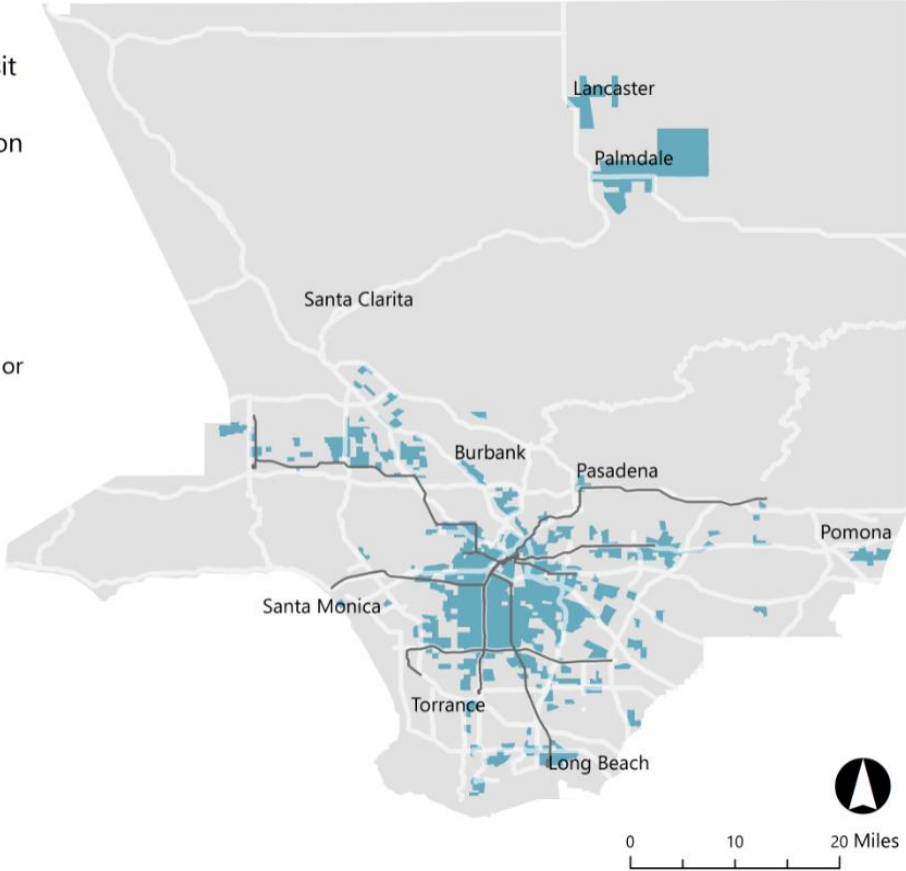 it
on
or
Lancaster
Palmdale
Santa Clarita
Burbank
Pasadena
Pomona
Santa Monica
Torrance
Long Beach
0 10 20 Miles